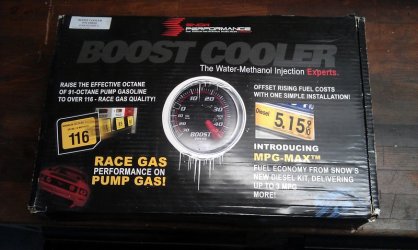 SNOW
PERFORMANCE
BOOST COOLER
The Water-Methanol Injection Experts.
RAISE THE EFFECTIVE OCTANE
OF 91-OCTANE PUMP GASOLINE
TO OVER 116 - RACE GAS QUALITY!
116
RACE GAS
PERFORMANCE ON
PUMP GAS!
BOOST
OFFSET RISING FUEL COSTS
WITH ONE SIMPLE INSTALLATION!
Diesel
5.15
INTRODUCING
MPG-MAX™
FUEL ECONOMY FROM SNOW'S
NEW DIESEL KIT, DELIVERING
UP TO 3 MPG
MORE!